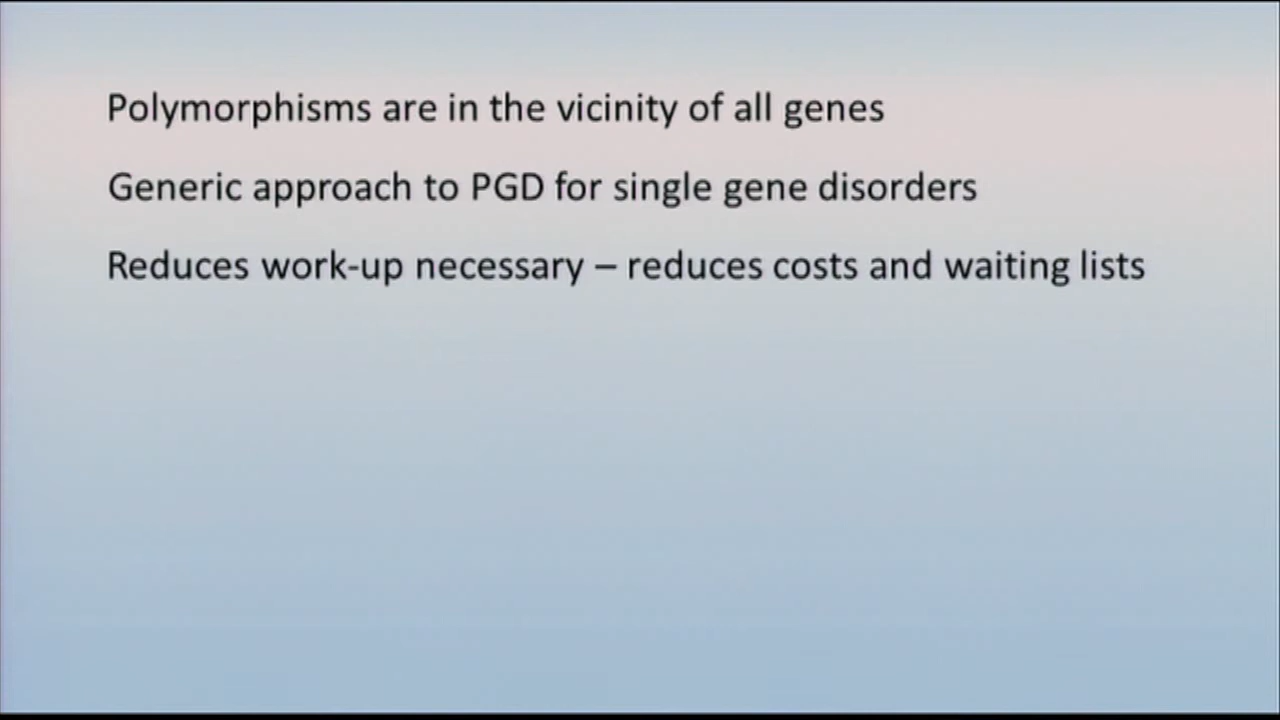 Polymorphisms are in the vicinity of all genes
Generic approach to PGD for single gene disorders
Reduces work-up necessary – reduces costs and waiting lists